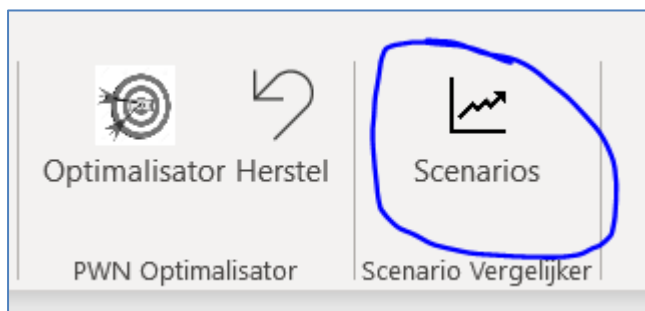 Optimalisator Herstel
Scenarios
PWN Optimalisator
Scenario Vergelijker